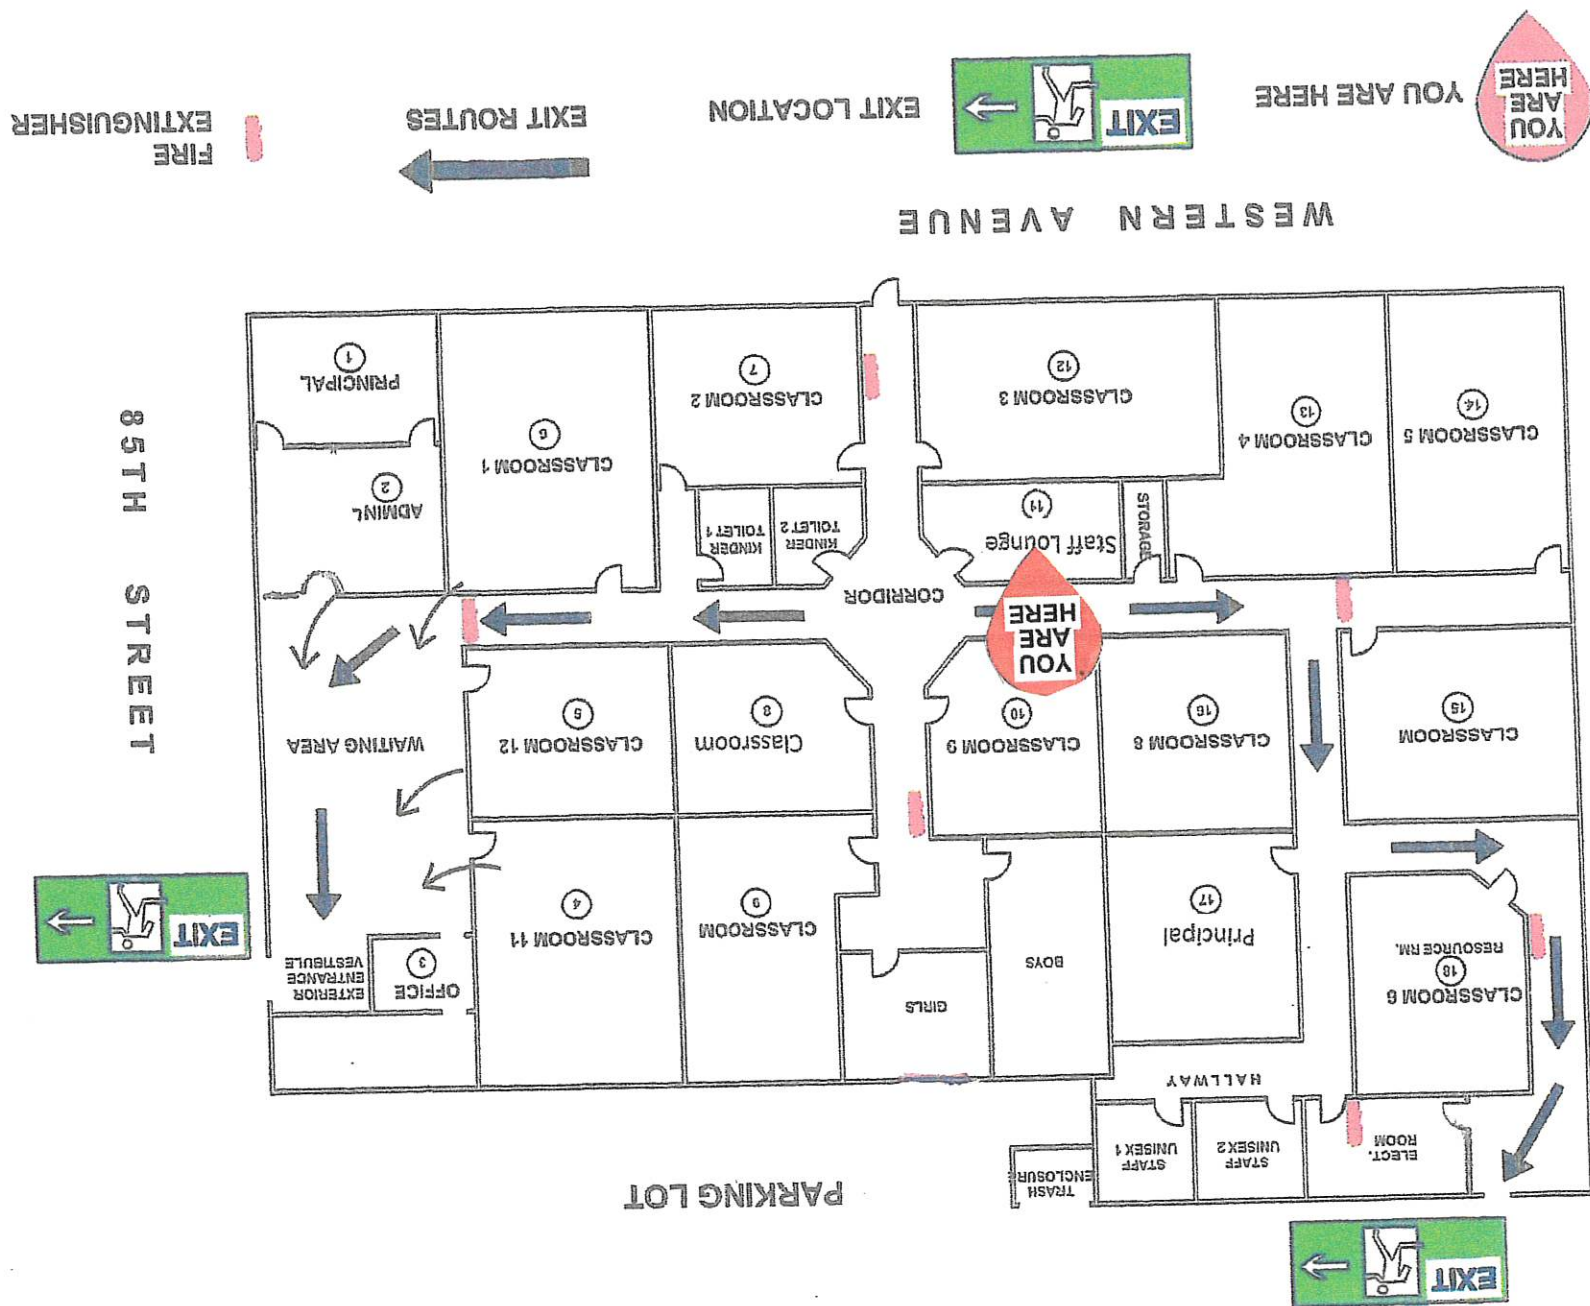 EXIT
PARKING LOT
TRASH
ENCLOSURE
ELECT.
ROOM
STAFF
UNISEX 2
STAFF
UNISEX 1
HALLWAY
CLASSROOM 6
18
RESOURCE RM.
Principal
17
BOYS
GIRLS
CLASSROOM
9
CLASSROOM 11
4
OFFICE
3
EXTERIOR
ENTRANCE
VESTIBULE
EXIT
CLASSROOM
15
CLASSROOM 8
16
CLASSROOM 9
10
Classroom
8
CLASSROOM 12
5
WAITING AREA
YOU
ARE
HERE
CORRIDOR
CLASSROOM 5
14
CLASSROOM 4
13
STORAGE
Staff Lounge
11
CLASSROOM 3
12
KINDER
TOILET 2
KINDER
TOILET 1
CLASSROOM 2
7
CLASSROOM 1
6
ADMIN'L
2
PRINCIPAL
1
85TH STREET
WESTERN AVENUE
YOU
ARE
HERE
YOU ARE HERE
EXIT
EXIT LOCATION
EXIT ROUTES
FIRE
EXTINGUISHER